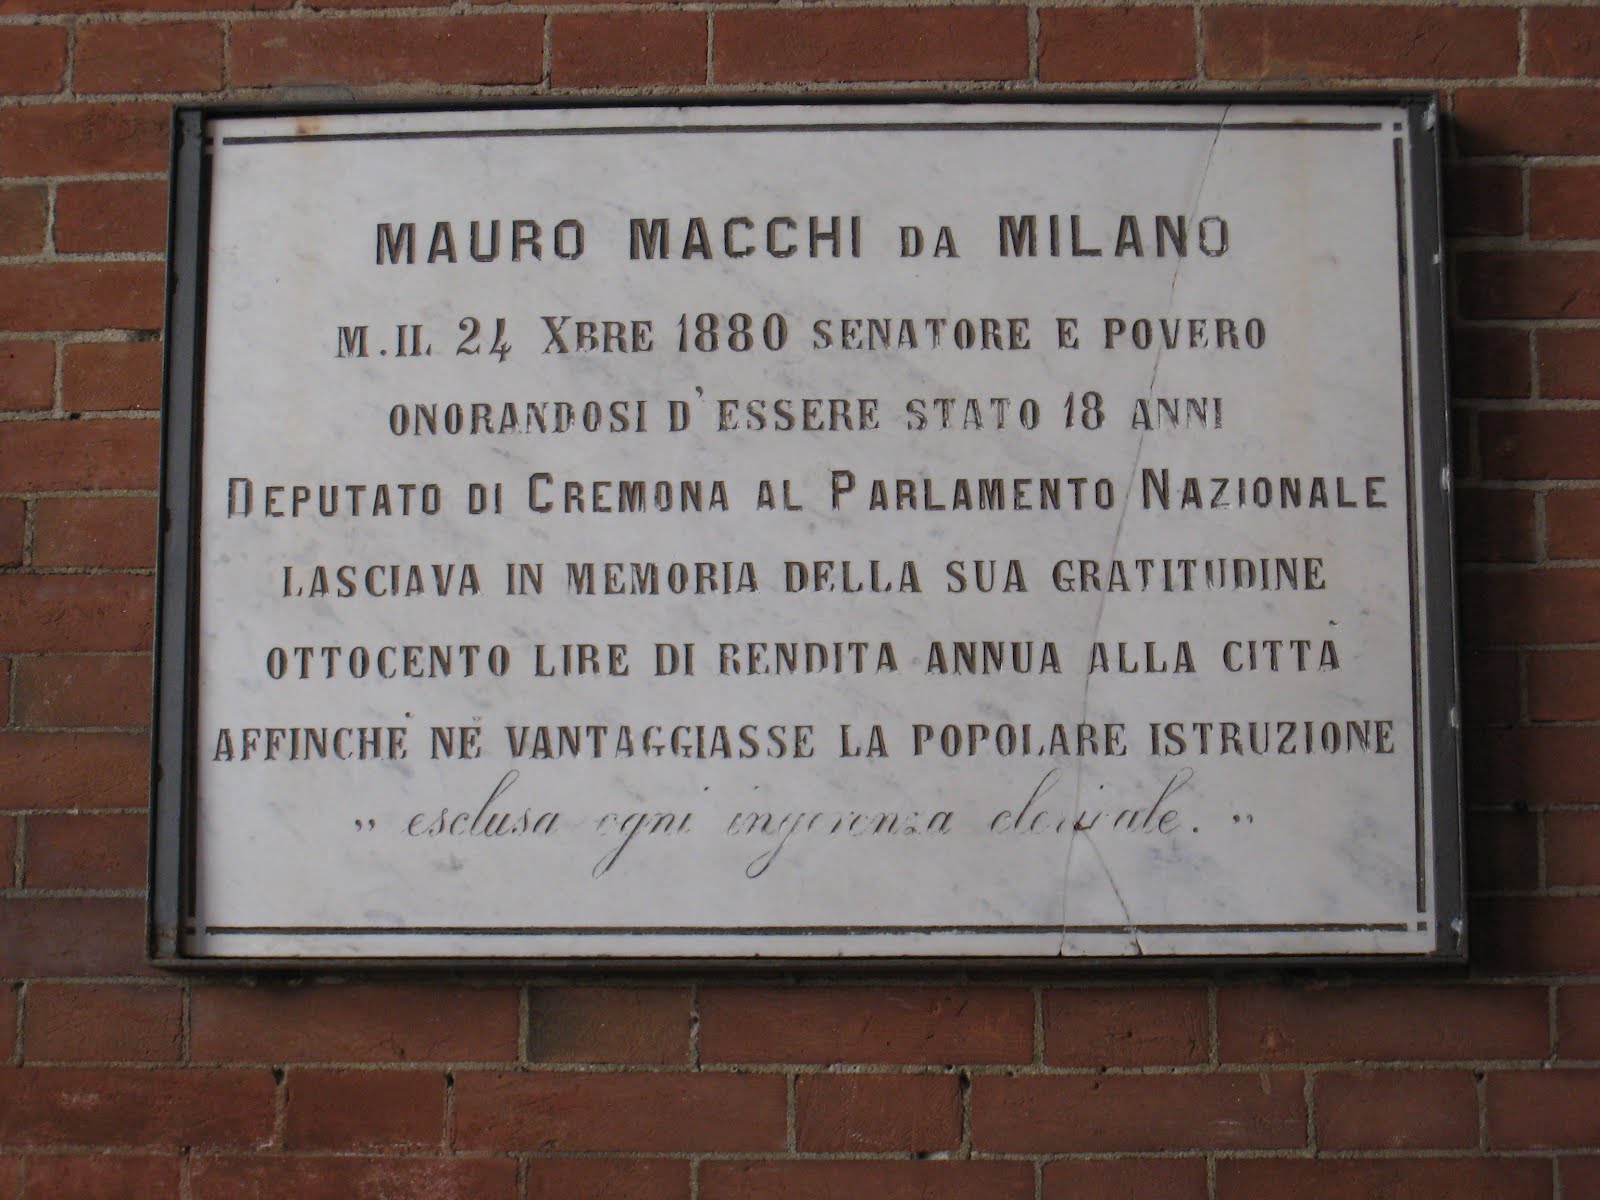 MAURO MACCHI DA MILANO
M. IL 24 XBRE 1880 SENATORE E POVERO
ONORANDOSI D'ESSERE STATO 18 ANNI
DEPUTATO DI CREMONA AL PARLAMENTO NAZIONALE
LASCIAVA IN MEMORIA DELLA SUA GRATITUDINE
OTTOCENTO LIRE DI RENDITA ANNUA ALLA CITTÀ
AFFINCHÈ NE VANTAGGIASSE LA POPOLARE ISTRUZIONE
„ esclusa ogni ingerenza clericale. „